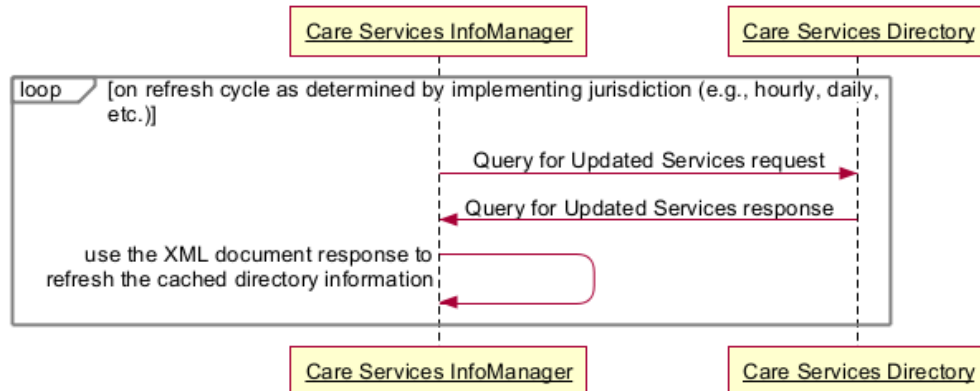 Care Services InfoManager
Care Services Directory
loop
[on refresh cycle as determined by implementing jurisdiction (e.g., hourly, daily,
etc.)]
Query for Updated Services request
Query for Updated Services response
use the XML document response to
refresh the cached directory information
Care Services InfoManager
Care Services Directory